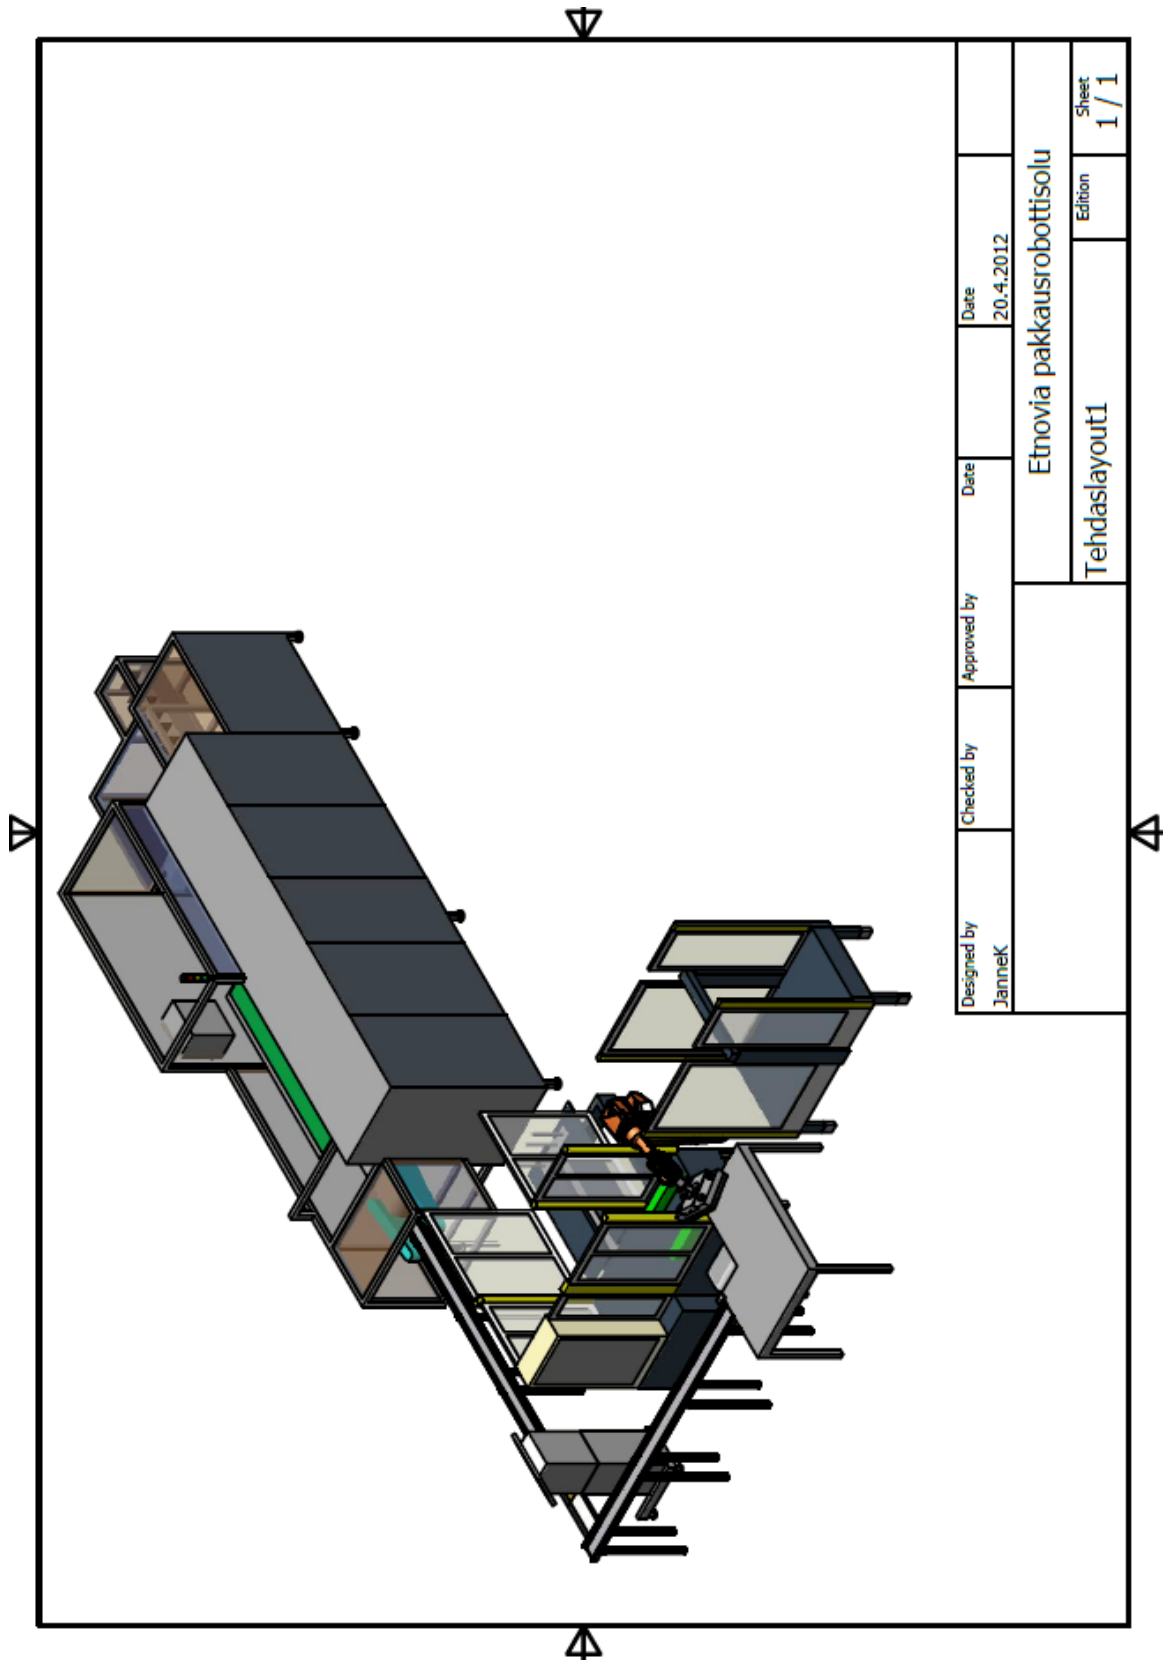 Designed by
JanneK
Checked by
Approved by
Date
Date
20.4.2012
Etnovia pakkausrobottisolu
Tehdaslayout1
Edition
Sheet
1 / 1